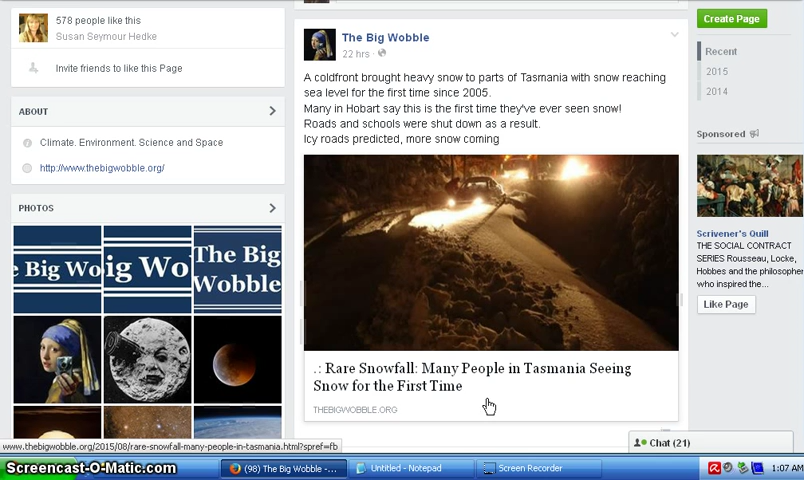 578 people like this
Susan Seymour Hedke
Invite friends to like this Page
ABOUT
Climate. Environment. Science and Space
http://www.thebigwobble.org/
PHOTOS
e Big Wo
ig Wo
The Big
Wobble
The Big Wobble
22 hrs ·
A coldfront brought heavy snow to parts of Tasmania with snow reaching
sea level for the first time since 2005.
Many in Hobart say this is the first time they've ever seen snow!
Roads and schools were shut down as a result.
Icy roads predicted, more snow coming
.: Rare Snowfall: Many People in Tasmania Seeing
Snow for the First Time
THEBIGWOBBLE.ORG
Create Page
Recent
2015
2014
Sponsored
Scrivener's Quill
THE SOCIAL CONTRACT
SERIES Rousseau, Locke,
Hobbes and the philosopher
who inspired the...
Like Page
Chat (21)
www.thebigwobble.org/2015/08/rare-snowfall-many-people-in-tasmania.html?spref=fb
Screencast-O-Matic.com
(98) The Big Wobble -...
Untitled - Notepad
Screen Recorder
1:07 AM